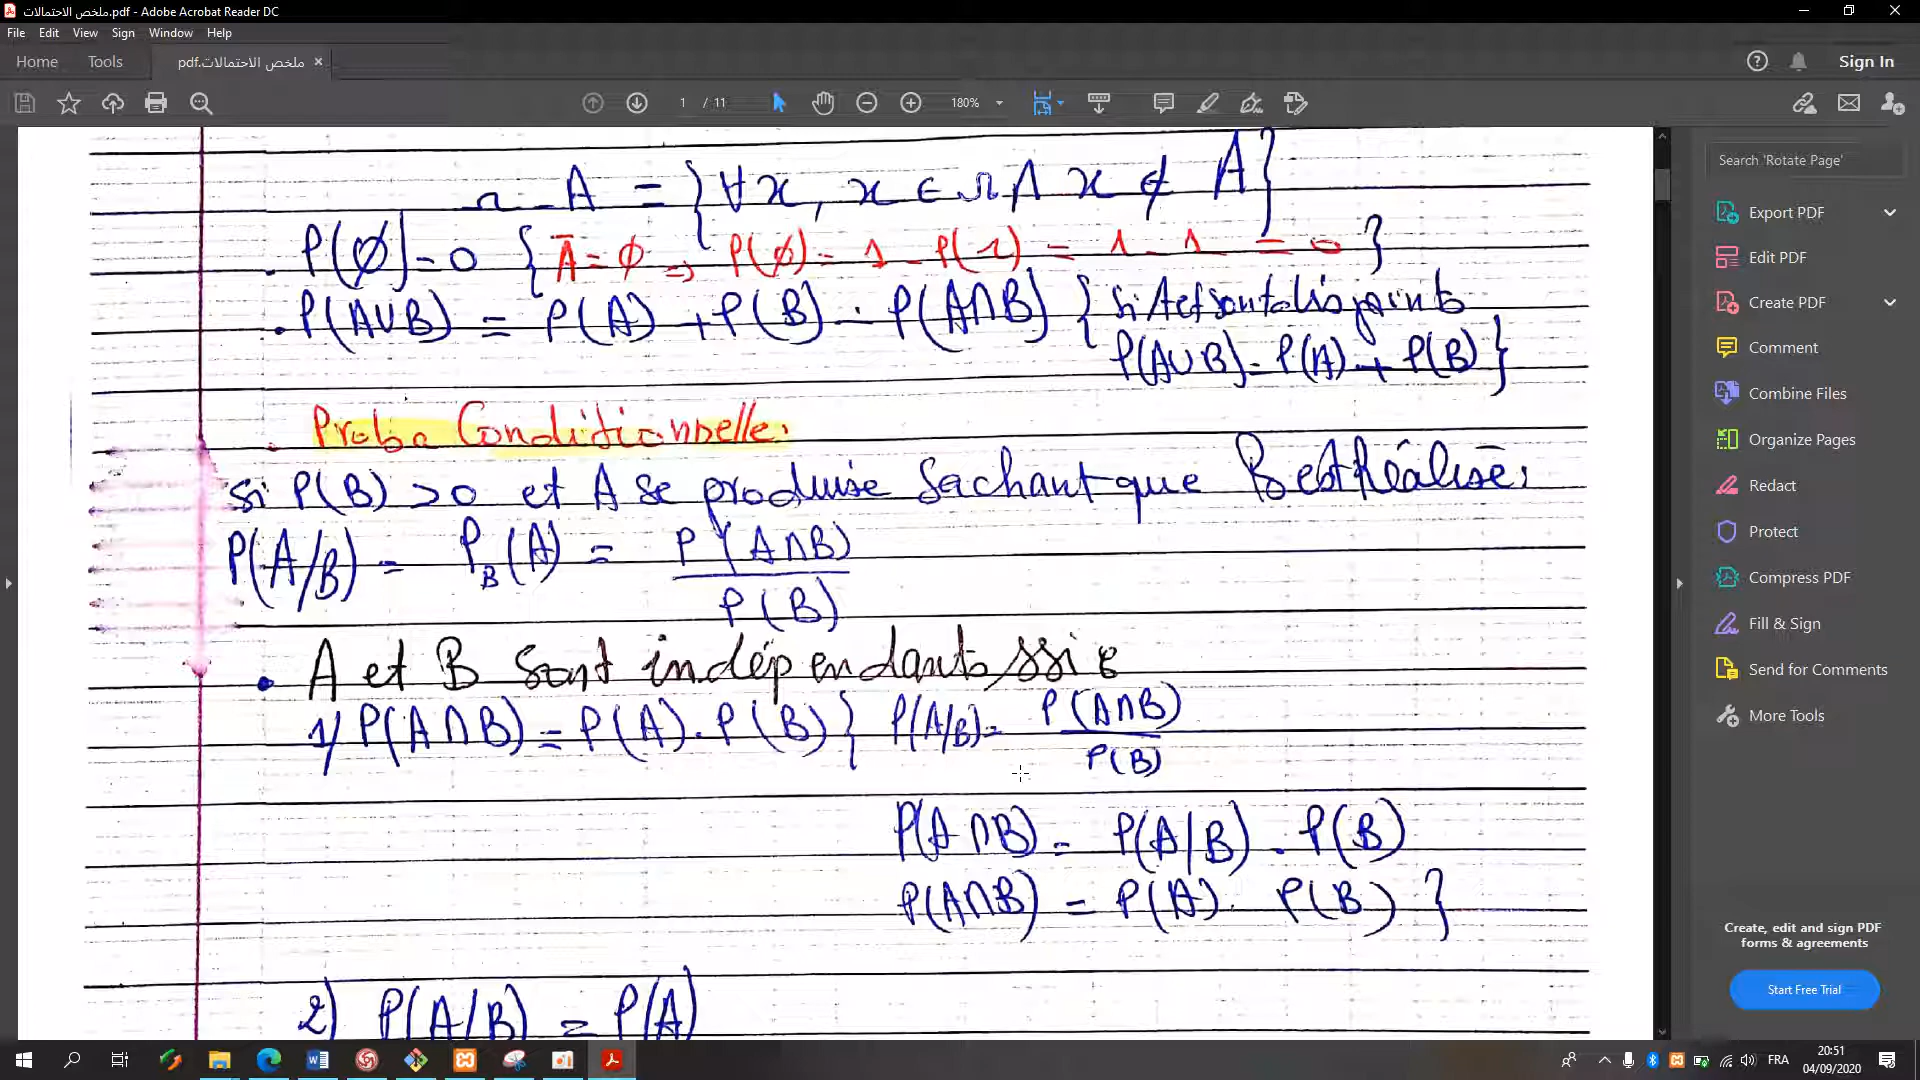 ملخص الاحتمالات.pdf - Adobe Acrobat Reader DC
File Edit View Sign Window Help
Home Tools ملخص الاحتمالات.pdf ×
1 / 11 180% Sign In
Ω - A = {∀x, x ∈ Ω ∧ x ∉ A}
. P(∅) = 0 { Ā = ∅ => P(∅) = 1 - P(Ω) = 1 - 1 = 0 }
. P(A∪B) = P(A) + P(B) - P(A∩B) { si A et sont disjoints
P(A∪B) = P(A) + P(B) }
. Proba Conditionnelle:
si P(B) > 0 et A se produise Sachant que B est Réalisé:
P(A/B) = P_B(A) = P(A∩B)
P(B)
. A et B sont indépendants ssi :
1/ P(A∩B) = P(A) . P(B) } P(A/B) = P(A∩B)
P(B)
P(A∩B) = P(A/B) . P(B)
P(A∩B) = P(A) . P(B) }
2) P(A/B) = P(A)
Search 'Rotate Page'
Export PDF
Edit PDF
Create PDF
Comment
Combine Files
Organize Pages
Redact
Protect
Compress PDF
Fill & Sign
Send for Comments
More Tools
Create, edit and sign PDF
forms & agreements
Start Free Trial
FRA
20:51
04/09/2020